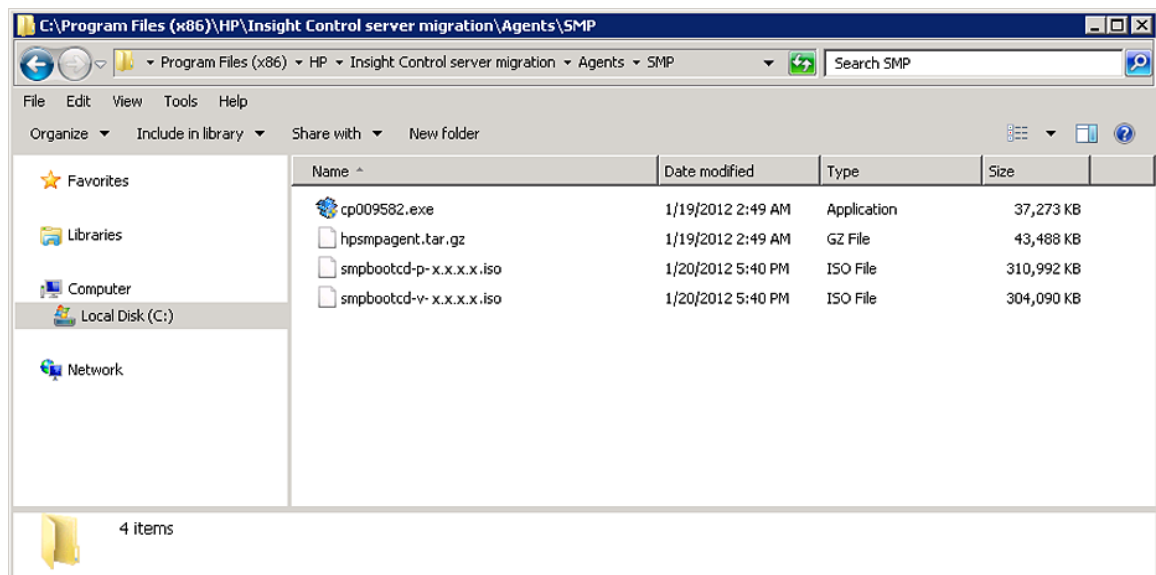 C:\Program Files (x86)\HP\Insight Control server migration\Agents\SMP
Program Files (x86) HP Insight Control server migration Agents SMP Search SMP
File Edit View Tools Help
Organize Include in library Share with New folder
Name Date modified Type Size
Favorites
cp009582.exe 1/19/2012 2:49 AM Application 37,273 KB
Libraries
hpsmpagent.tar.gz 1/19/2012 2:49 AM GZ File 43,488 KB
smpbootcd-p-x.x.x.x.iso 1/20/2012 5:40 PM ISO File 310,992 KB
Computer
smpbootcd-v-x.x.x.x.iso 1/20/2012 5:40 PM ISO File 304,090 KB
Local Disk (C:)
Network
4 items